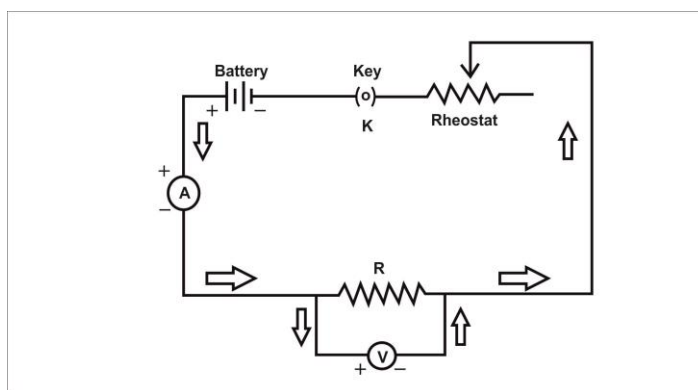 Battery
Key
+ −
(o)
K
Rheostat
+
A
−
R
+ V −